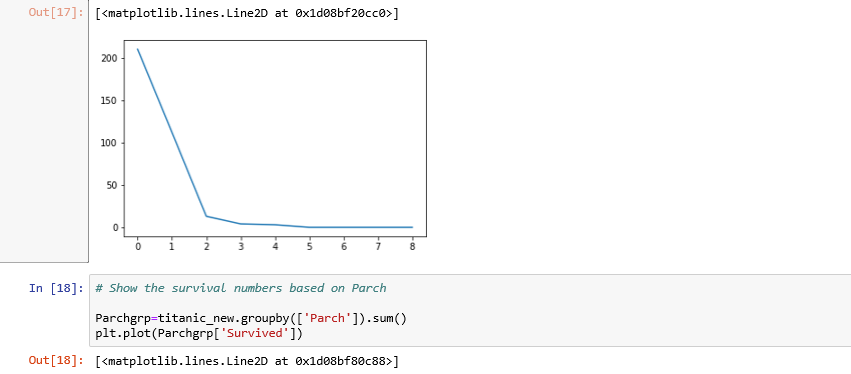 Out[17]: [<matplotlib.lines.Line2D at 0x1d08bf20cc0>]
200
150
100
50
0
0 1 2 3 4 5 6 7 8
In [18]: # Show the survival numbers based on Parch
Parchgrp=titanic_new.groupby(['Parch']).sum()
plt.plot(Parchgrp['Survived'])
Out[18]: [<matplotlib.lines.Line2D at 0x1d08bf80c88>]